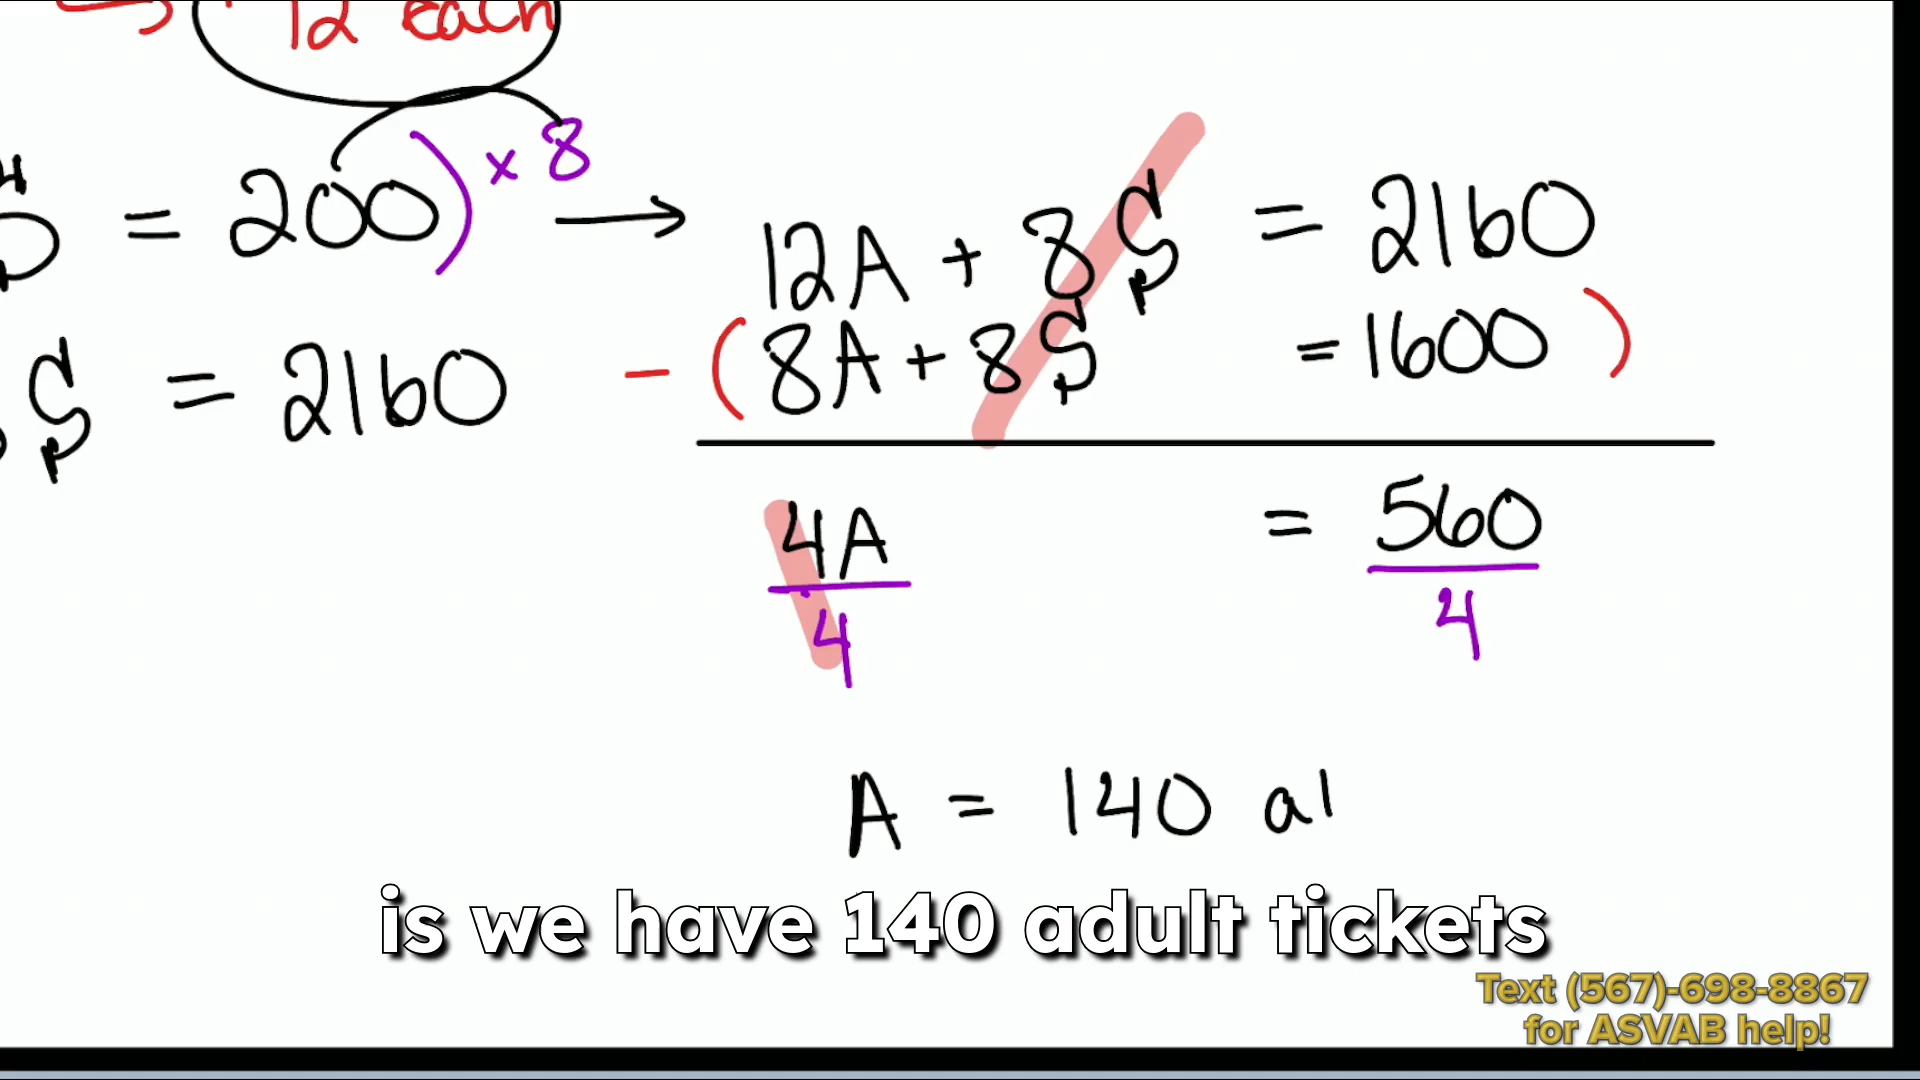 12 each
= 200) × 8 → 12A + 8S = 2160
S = 2160 - (8A + 8S = 1600)
4A = 560
4 4
A = 140 a
is we have 140 adult tickets
Text (567)-698-8867
for ASVAB help!